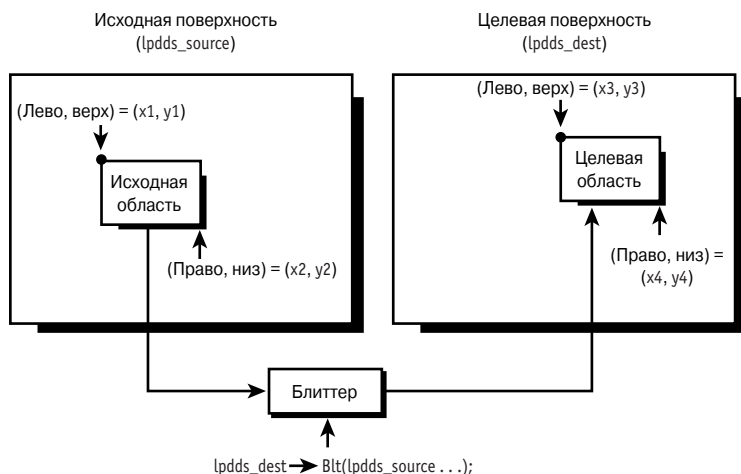 Исходная поверхность
(lpdds_source)
Целевая поверхность
(lpdds_dest)
(Лево, верх) = (x1, y1)
Исходная
область
(Право, низ) = (x2, y2)
(Лево, верх) = (x3, y3)
Целевая
область
(Право, низ) =
(x4, y4)
Блиттер
lpdds_dest → Blt(lpdds_source . . .);